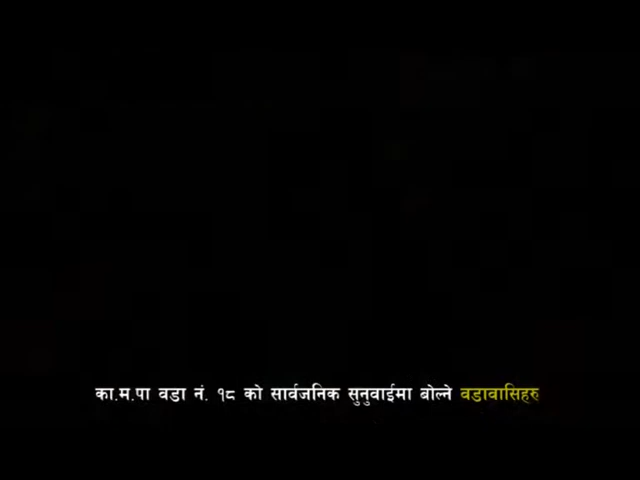 का.म.पा वडा नं. १८ को सार्वजनिक सुनुवाईमा बोल्ने वडावासिहरु